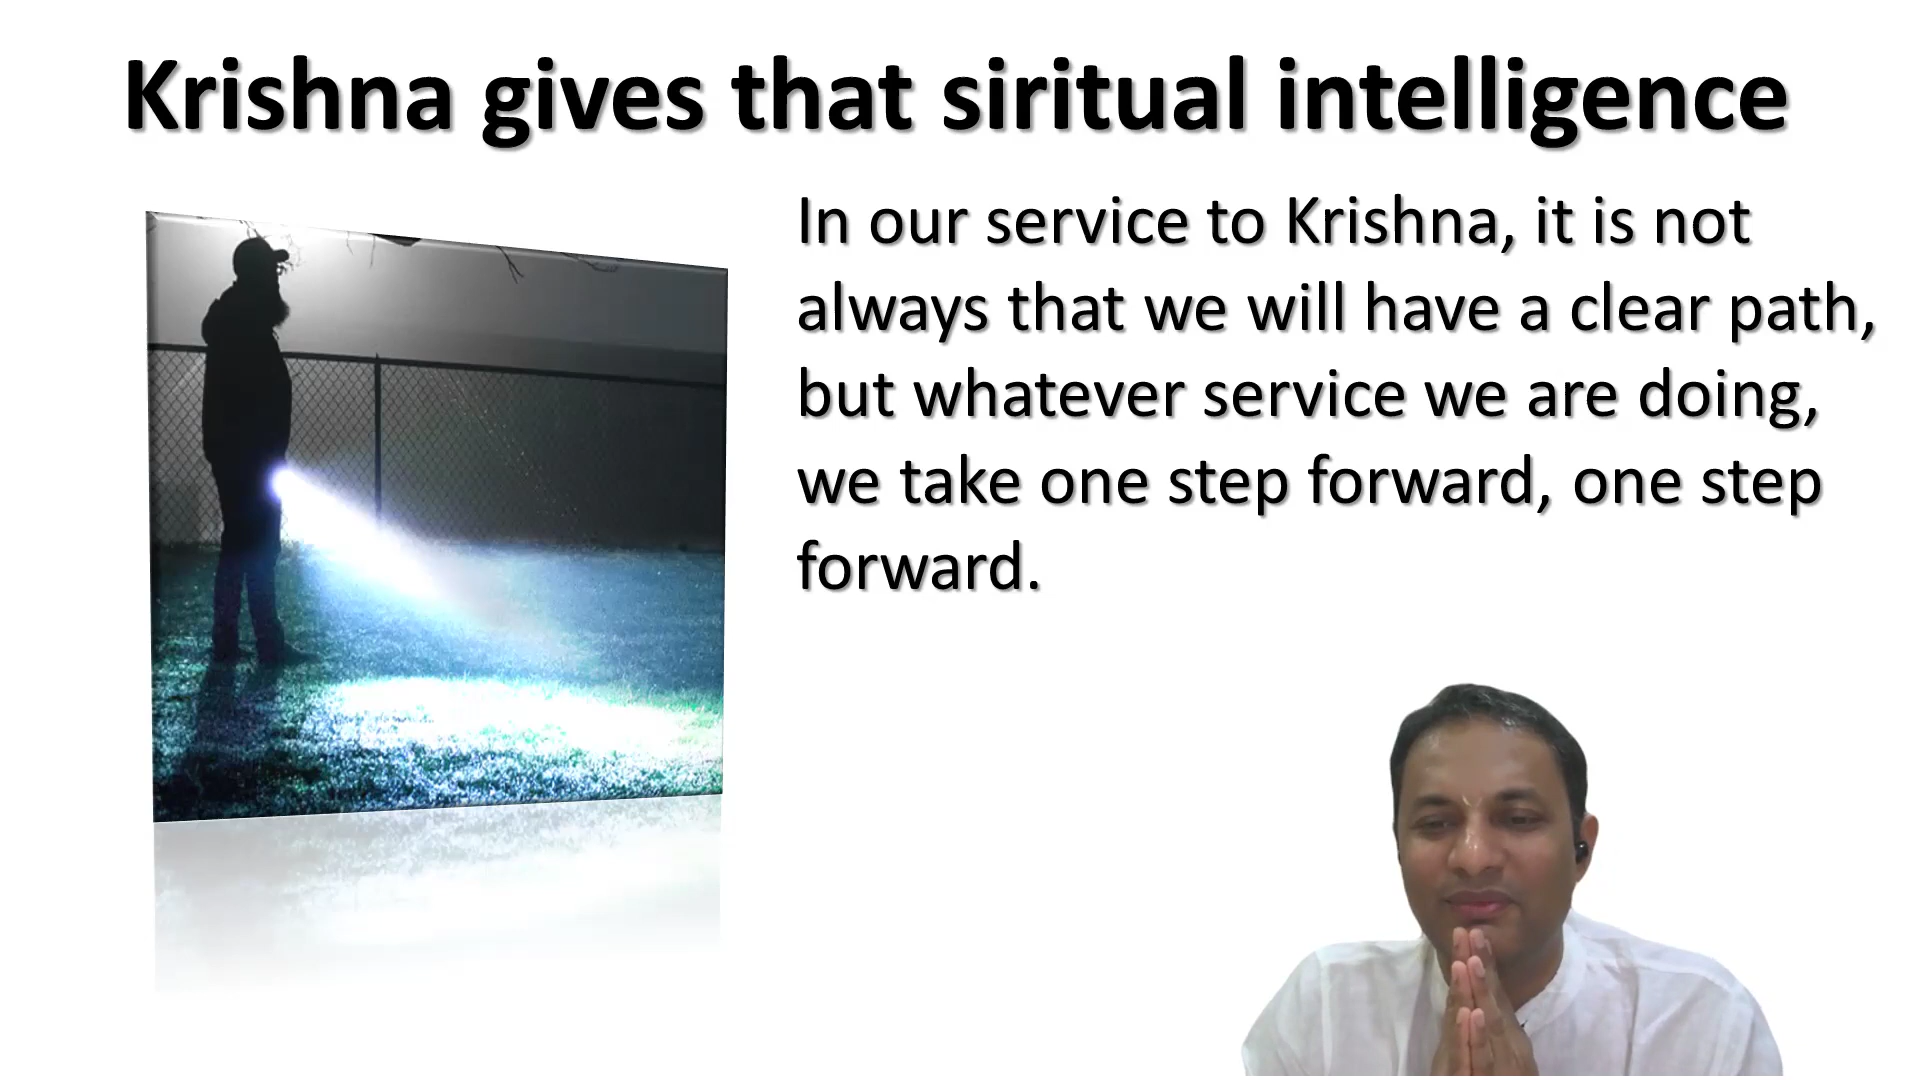 Krishna gives that siritual intelligence
In our service to Krishna, it is not
always that we will have a clear path,
but whatever service we are doing,
we take one step forward, one step
forward.